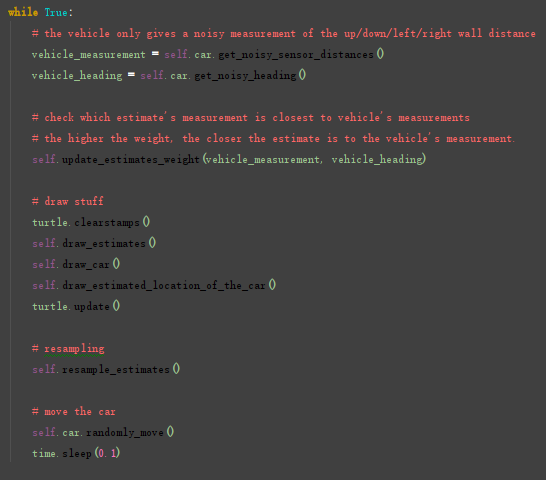 while True:
# the vehicle only gives a noisy measurement of the up/down/left/right wall distance
vehicle_measurement = self.car.get_noisy_sensor_distances()
vehicle_heading = self.car.get_noisy_heading()
# check which estimate's measurement is closest to vehicle's measurements
# the higher the weight, the closer the estimate is to the vehicle's measurement.
self.update_estimates_weight(vehicle_measurement, vehicle_heading)
# draw stuff
turtle.clearstamps()
self.draw_estimates()
self.draw_car()
self.draw_estimated_location_of_the_car()
turtle.update()
# resampling
self.resample_estimates()
# move the car
self.car.randomly_move()
time.sleep(0.1)